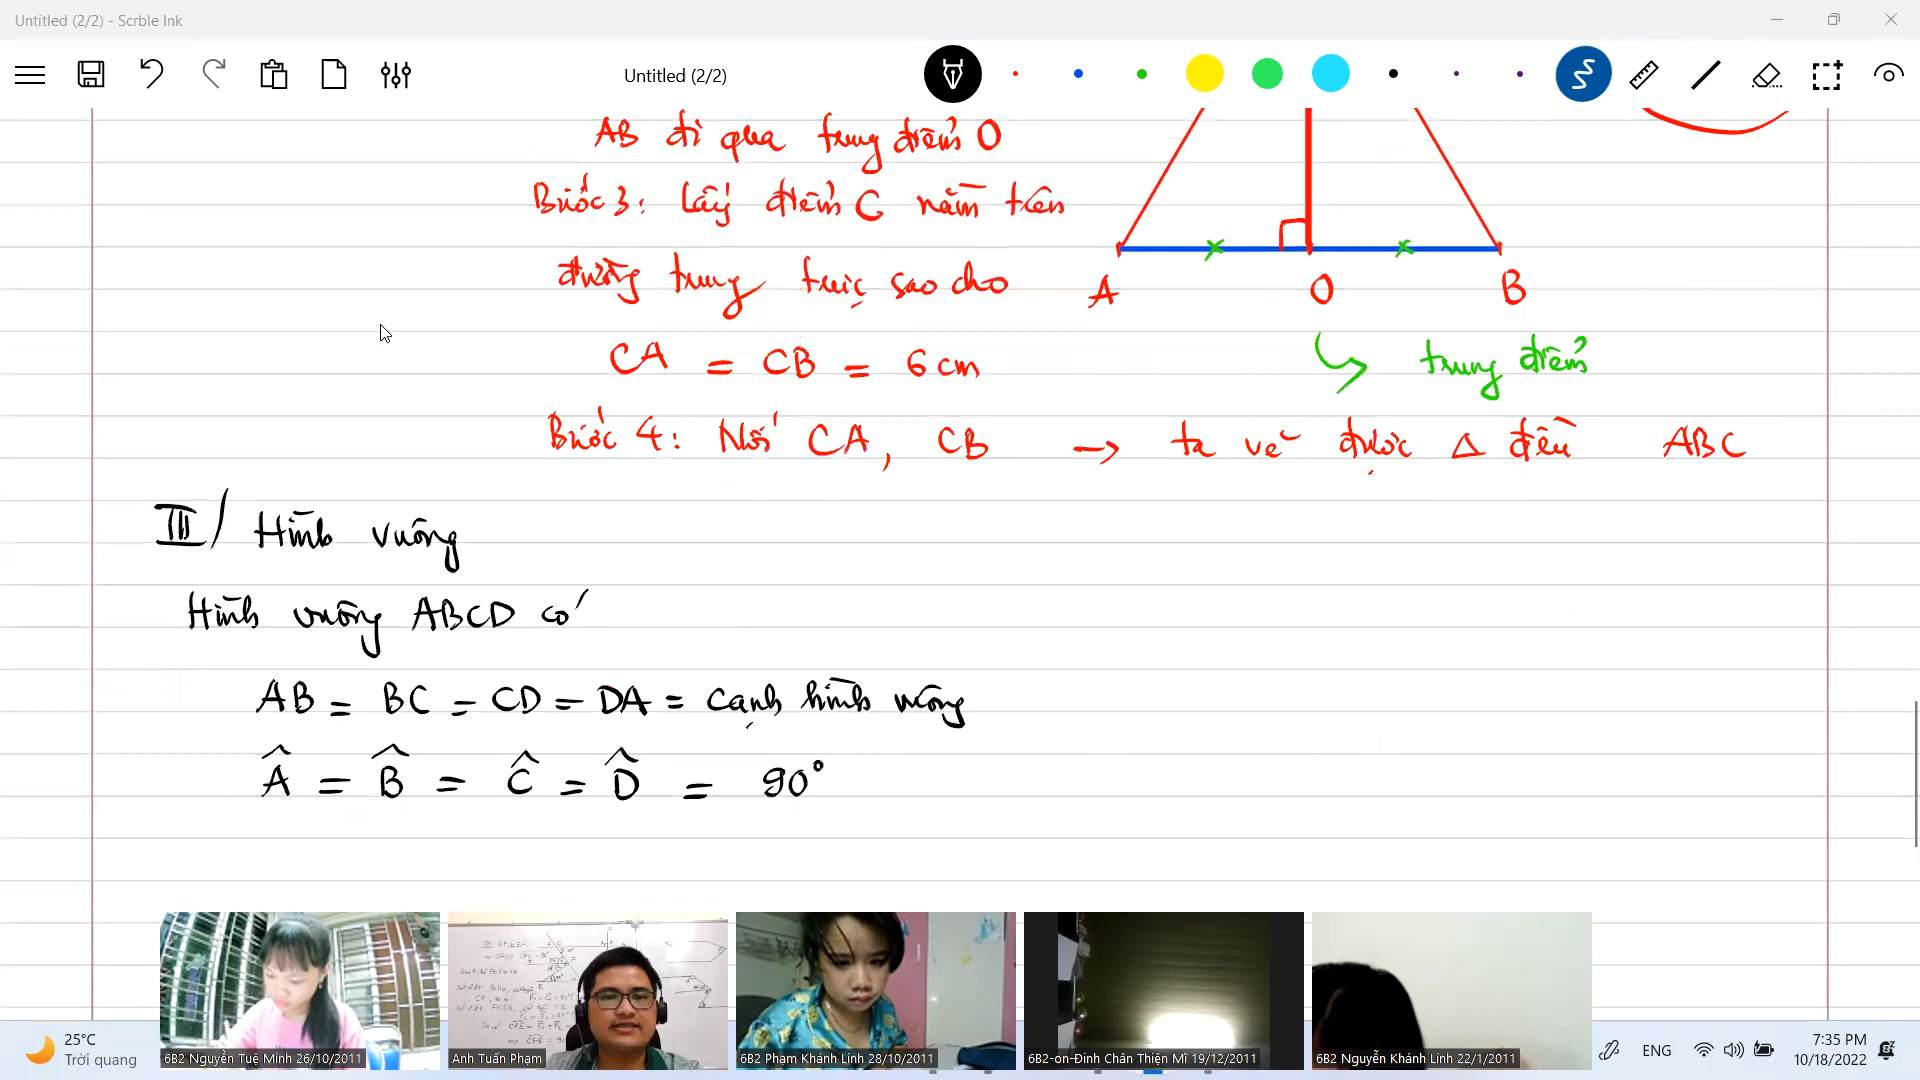 Untitled (2/2) - Scrble Ink
Untitled (2/2)
AB đi qua trung điểm O
Bước 3: Lấy điểm C nằm trên
đường trung trực sao cho
CA = CB = 6 cm
A O B
trung điểm
Bước 4: Nối CA, CB → ta vẽ được Δ đều ABC
III/ Hình vuông
Hình vuông ABCD có
AB = BC = CD = DA = cạnh hình vuông
Â = B̂ = Ĉ = D̂ = 90°
6B2 Nguyễn Tuệ Minh 26/10/2011
Anh Tuấn Phạm
6B2 Phạm Khánh Linh 28/10/2011
6B2-on-Đinh Chân Thiện Mĩ 19/12/2011
6B2 Nguyễn Khánh Linh 22/1/2011
25°C
Trời quang
ENG
7:35 PM
10/18/2022